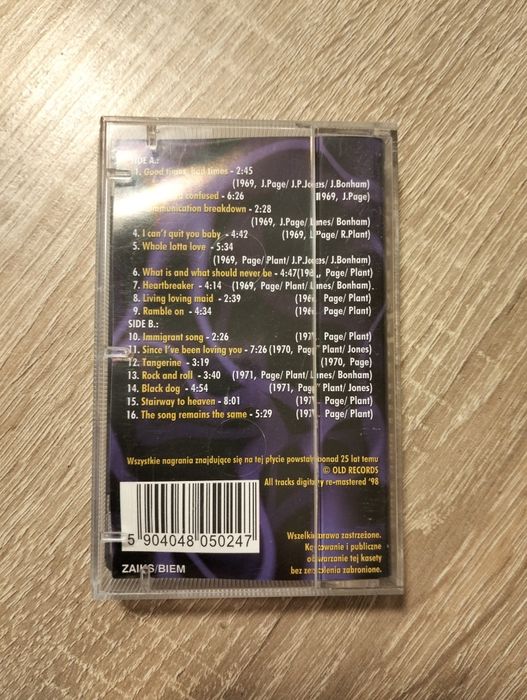 SIDE A.:
1. Good times, bad times - 2:45
(1969, J.Page/ J.P.Jones/ J.Bonham)
confused - 6:26 1969, J.Page)
munication breakdown - 2:28
(1969, J.Page/ Jones/ Bonham)
4. I can't quit you baby - 4:42 (1969, J.Page/ R.Plant)
5. Whole lotta love - 5:34
(1969, Page/ Plant/ J.P.Jones/ J.Bonham)
6. What is and what should never be - 4:47(196 , Page/ Plant)
7. Heartbreaker - 4:14 (1969, Page/ Plant/ Jones/ Bonham).
8. Living loving maid - 2:39 (196 Page/ Plant)
9. Ramble on - 4:34 (196 Page/ Plant)
SIDE B.:
10. Immigrant song - 2:26 (197 . Page/ Plant)
11. Since I've been loving you - 7:26 (1970, Page/ Plant/ Jones)
12. Tangerine - 3:19 (1970, Page)
13. Rock and roll - 3:40 (1971, Page/ Plant/ Jones/ Bonham)
14. Black dog - 4:54 (1971, Page/ Plant/ Jones)
15. Stairway to heaven - 8:01 (197 . Page/ Plant)
16. The song remains the same - 5:29 (197 . Page/ Plant)
Wszystkie nagrania znajdujące się na tej płycie powstały ponad 25 lat temu
© OLD RECORDS
All tracks digitally re-mastered '98
Wszelkie prawa zastrzeżone.
Kopiowanie i publiczne
odtwarzanie tej kasety
bez zezwolenia zabronione.
5 904048 050247
ZAIKS/BIEM